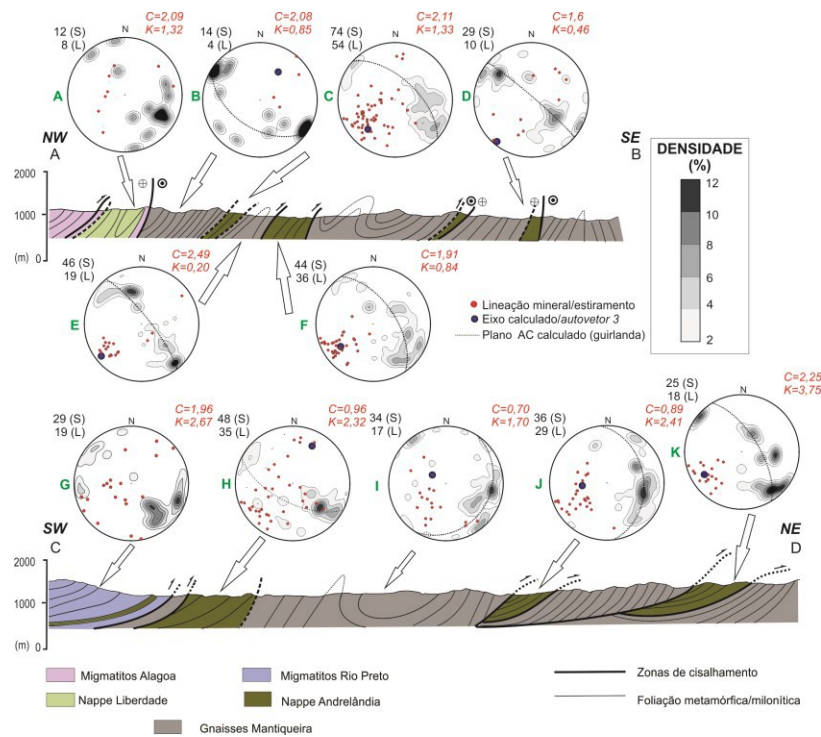 12 (S)
8 (L)
N
C=2,09
K=1,32
A
14 (S)
4 (L)
N
C=2,08
K=0,85
B
74 (S)
54 (L)
N
C=2,11
K=1,33
C
29 (S)
10 (L)
N
C=1,6
K=0,46
D
NW
A
SE
B
2000
1000
(m) 0
DENSIDADE
(%)
12
10
8
6
4
2
46 (S)
19 (L)
N
C=2,49
K=0,20
E
44 (S)
36 (L)
N
C=1,91
K=0,84
F
Lineação mineral/estiramento
Eixo calculado/autovetor 3
Plano AC calculado (guirlanda)
29 (S)
19 (L)
N
C=1,96
K=2,67
G
48 (S)
35 (L)
N
C=0,96
K=2,32
H
34 (S)
17 (L)
N
C=0,70
K=1,70
I
36 (S)
29 (L)
N
C=0,89
K=2,41
J
25 (S)
18 (L)
N
C=2,25
K=3,75
K
SW
C
NE
D
2000
1000
(m) 0
Migmatitos Alagoa
Migmatitos Rio Preto
Zonas de cisalhamento
Nappe Liberdade
Nappe Andrelândia
Foliação metamórfica/milonítica
Gnaisses Mantiqueira